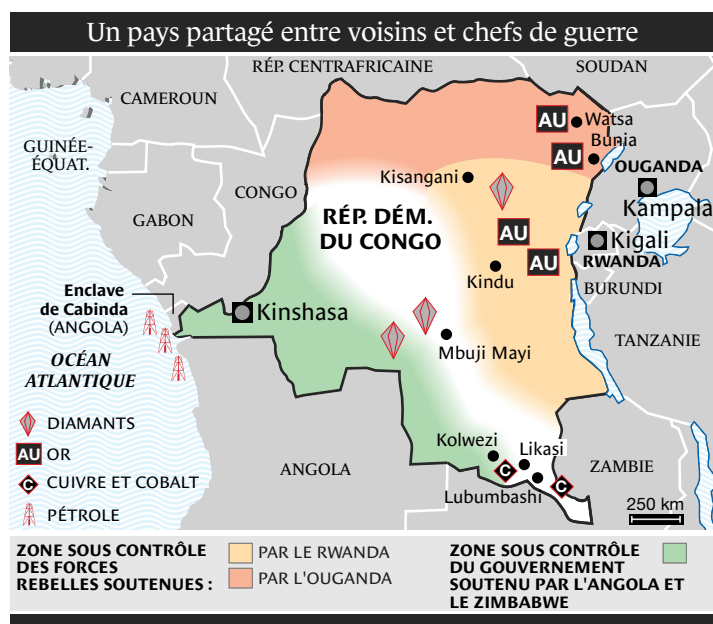 Un pays partagé entre voisins et chefs de guerre
RÉP. CENTRAFRICAINE
SOUDAN
CAMEROUN
AU
Watsa
GUINÉE-
ÉQUAT.
AU
Bunia
OUGANDA
Kisangani
CONGO
Kampala
GABON
RÉP. DÉM.
DU CONGO
AU
Kigali
AU
RWANDA
Kindu
BURUNDI
Enclave
de Cabinda
(ANGOLA)
Kinshasa
TANZANIE
OCÉAN
ATLANTIQUE
Mbuji Mayi
DIAMANTS
AU OR
C CUIVRE ET COBALT
PÉTROLE
ANGOLA
Kolwezi
Likasi
C
Lubumbashi
C
ZAMBIE
250 km
ZONE SOUS CONTRÔLE
DES FORCES
REBELLES SOUTENUES :
PAR LE RWANDA
PAR L'OUGANDA
ZONE SOUS CONTRÔLE
DU GOUVERNEMENT
SOUTENU PAR L'ANGOLA ET
LE ZIMBABWE